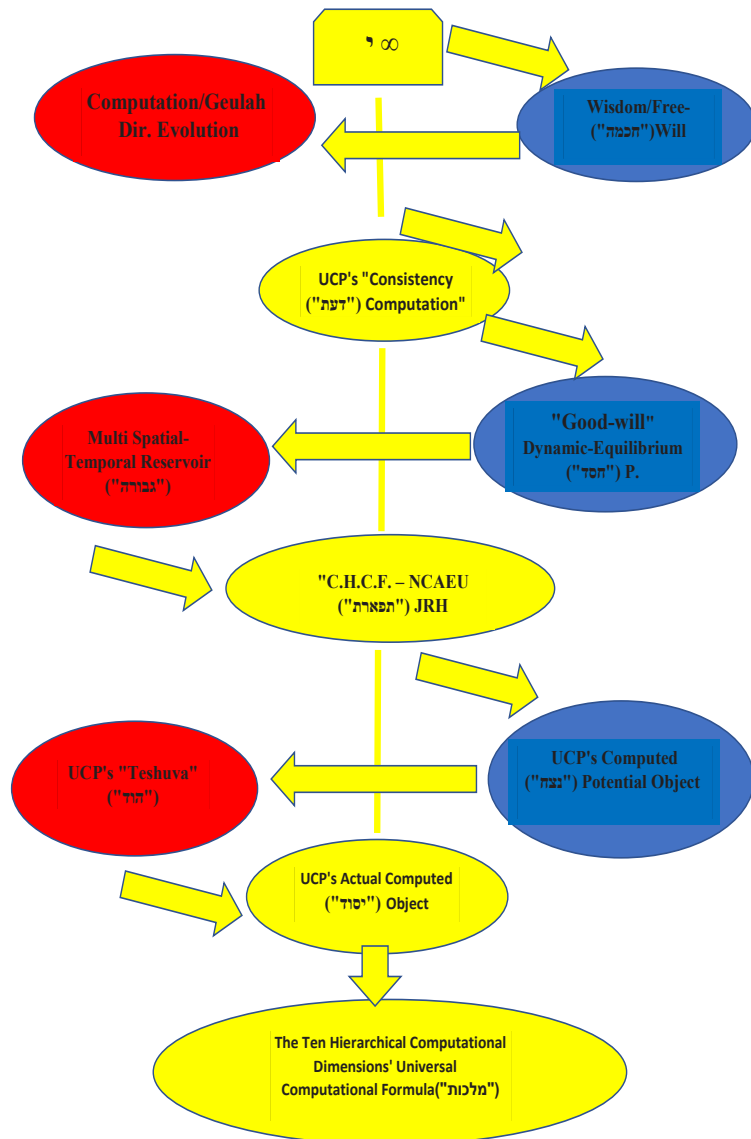 ∞ י
Computation/Geulah
Dir. Evolution
Wisdom/Free-
("חכמה")Will
UCP's "Consistency
("דעת") Computation"
"Good-will"
Dynamic-Equilibrium
("חסד") P.
Multi Spatial-
Temporal Reservoir
("גבורה")
"C.H.C.F. – NCAEU
("תפארת") JRH
UCP's Computed
("נצח") Potential Object
UCP's "Teshuva"
("הוד")
UCP's Actual Computed
("יסוד") Object
The Ten Hierarchical Computational
Dimensions' Universal
Computational Formula("מלכות")